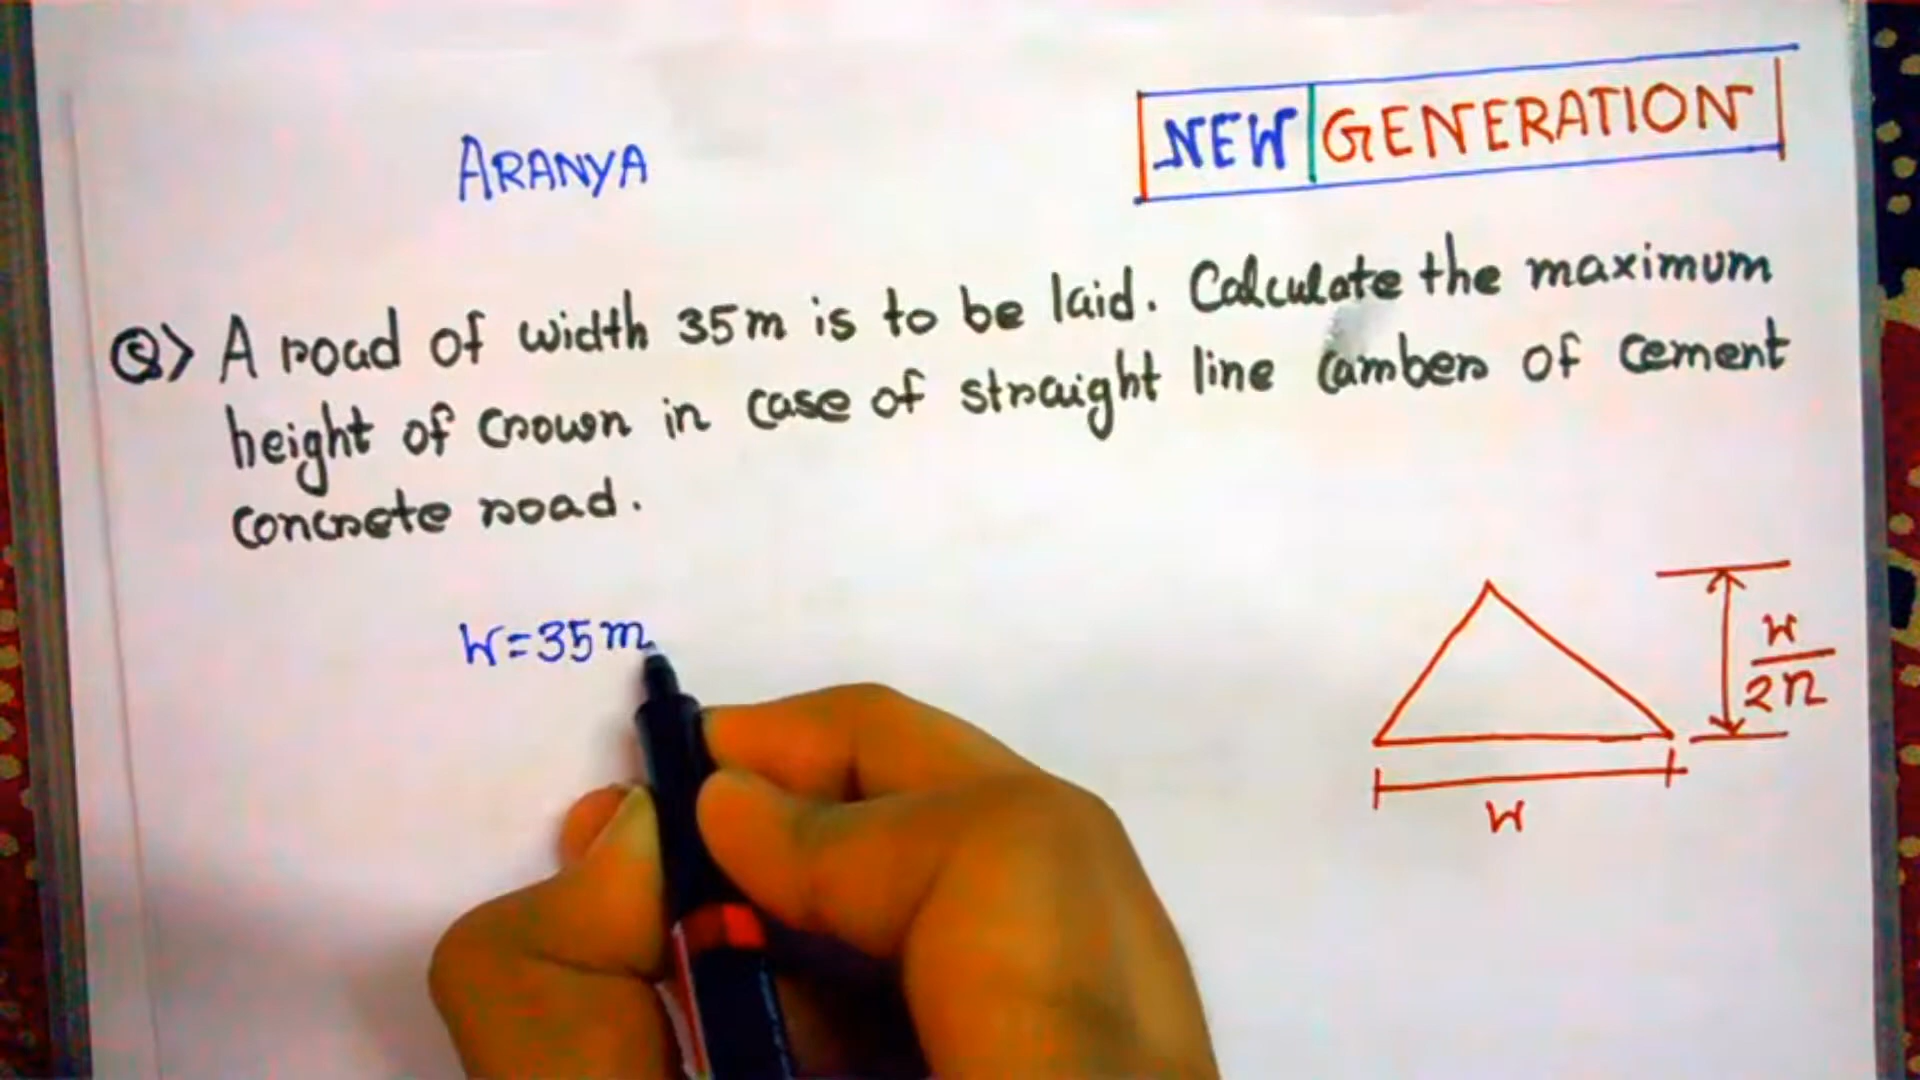 ARANYA
NEW GENERATION
Q> A road of width 35m is to be laid. Calculate the maximum
height of crown in case of straight line camber of cement
concrete road.
W=35m
W
2n
W